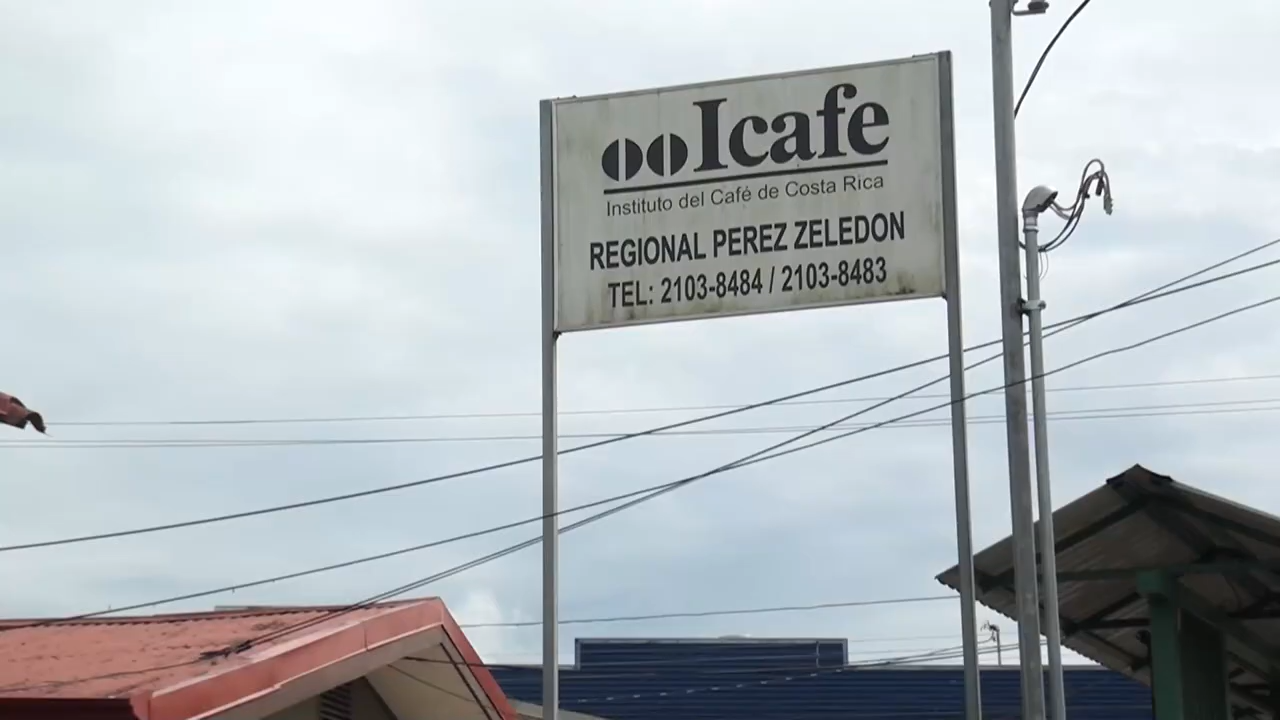 Icafe
Instituto del Café de Costa Rica
REGIONAL PEREZ ZELEDON
TEL: 2103-8484 / 2103-8483